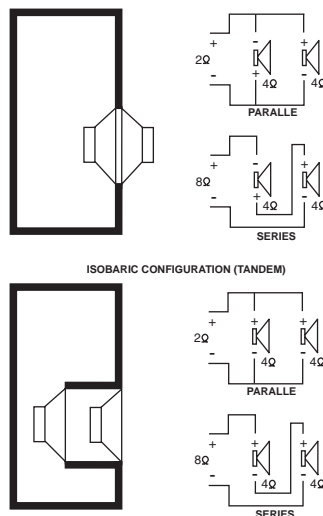 + - +
2Ω
- + -
4Ω 4Ω
PARALLE
+ - +
8Ω
- + -
4Ω 4Ω
SERIES
ISOBARIC CONFIGURATION (TANDEM)
+ + +
2Ω
- - -
4Ω 4Ω
PARALLE
+ + +
8Ω
- - -
4Ω 4Ω
SERIES